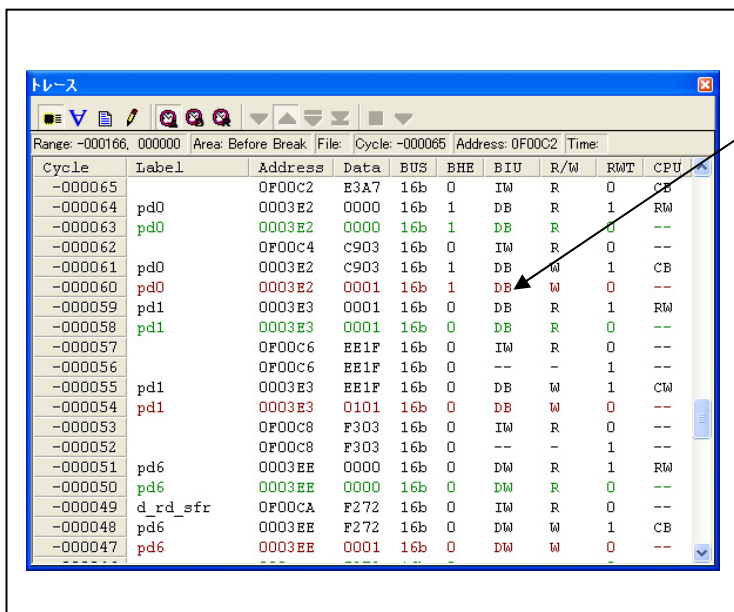 トレース
Range: -000166, 000000 Area: Before Break File: Cycle: -000065 Address: 0F00C2 Time:
Cycle Label Address Data BUS BHE BIU R/W RWT CPU
-000065 0F00C2 E3A7 16b 0 IW R 0 CB
-000064 pd0 0003E2 0000 16b 1 DB R 1 RW
-000063 pd0 0003E2 0000 16b 1 DB R 0 --
-000062 0F00C4 C903 16b 0 IW R 0 --
-000061 pd0 0003E2 C903 16b 1 DB W 1 CB
-000060 pd0 0003E2 0001 16b 1 DB W 0 --
-000059 pd1 0003E3 0001 16b 0 DB R 1 RW
-000058 pd1 0003E3 0001 16b 0 DB R 0 --
-000057 0F00C6 EE1F 16b 0 IW R 0 --
-000056 0F00C6 EE1F 16b 0 -- - 1 --
-000055 pd1 0003E3 EE1F 16b 0 DB W 1 CW
-000054 pd1 0003E3 0101 16b 0 DB W 0 --
-000053 0F00C8 F303 16b 0 IW R 0 --
-000052 0F00C8 F303 16b 0 -- - 1 --
-000051 pd6 0003EE 0000 16b 0 DW R 1 RW
-000050 pd6 0003EE 0000 16b 0 DW R 0 --
-000049 d_rd_sfr 0F00CA F272 16b 0 IW R 0 --
-000048 pd6 0003EE F272 16b 0 DW W 1 CB
-000047 pd6 0003EE 0001 16b 0 DW W 0 --